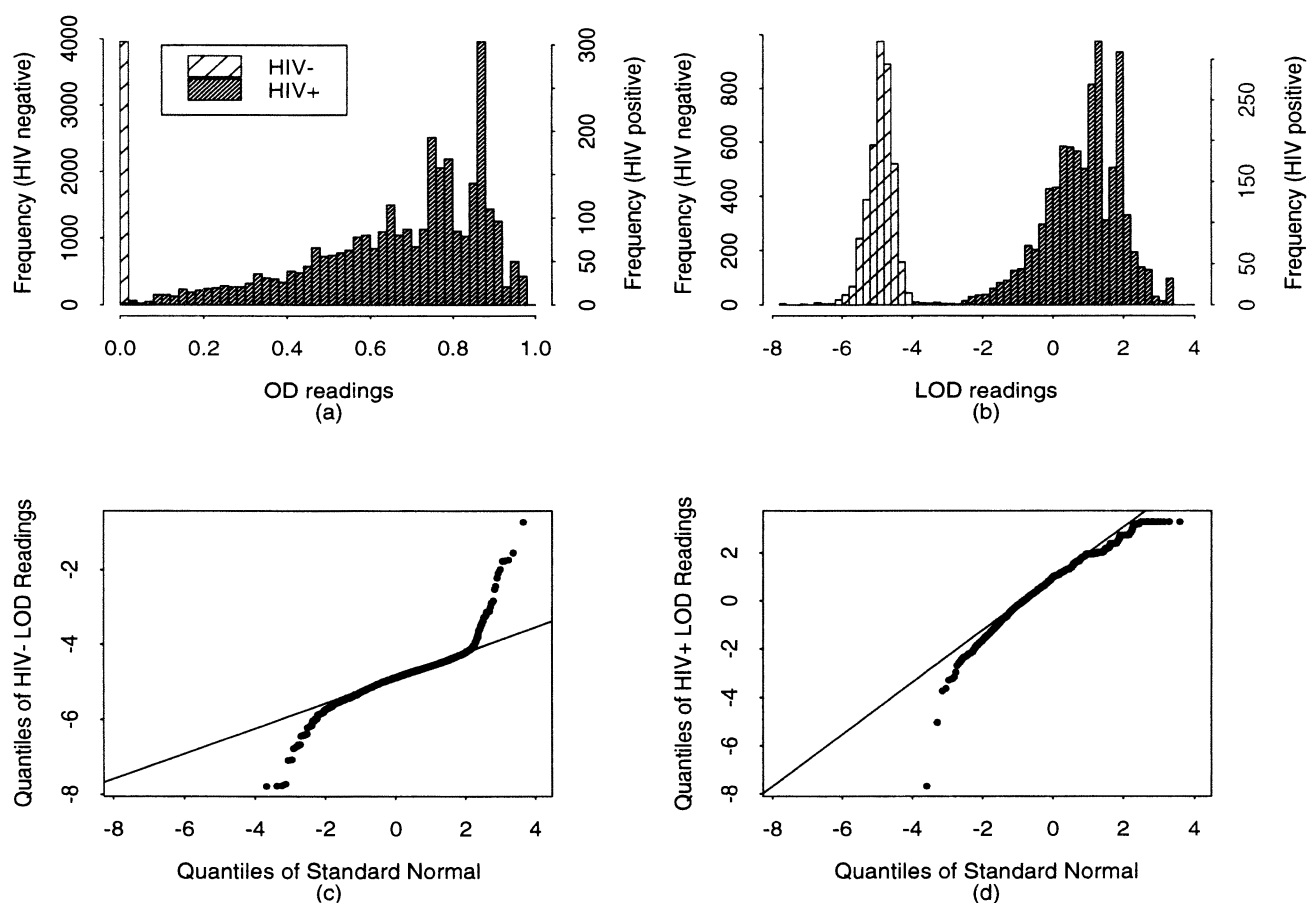 Frequency (HIV negative)
0 1000 2000 3000 4000
HIV-
HIV+
0 50 100 200 300
Frequency (HIV positive)
0.0 0.2 0.4 0.6 0.8 1.0
OD readings
(a)
Frequency (HIV negative)
0 200 400 600 800
0 50 150 250
Frequency (HIV positive)
-8 -6 -4 -2 0 2 4
LOD readings
(b)
Quantiles of HIV- LOD Readings
-8 -6 -4 -2
-8 -6 -4 -2 0 2 4
Quantiles of Standard Normal
(c)
Quantiles of HIV+ LOD Readings
-8 -6 -4 -2 0 2
-8 -6 -4 -2 0 2 4
Quantiles of Standard Normal
(d)